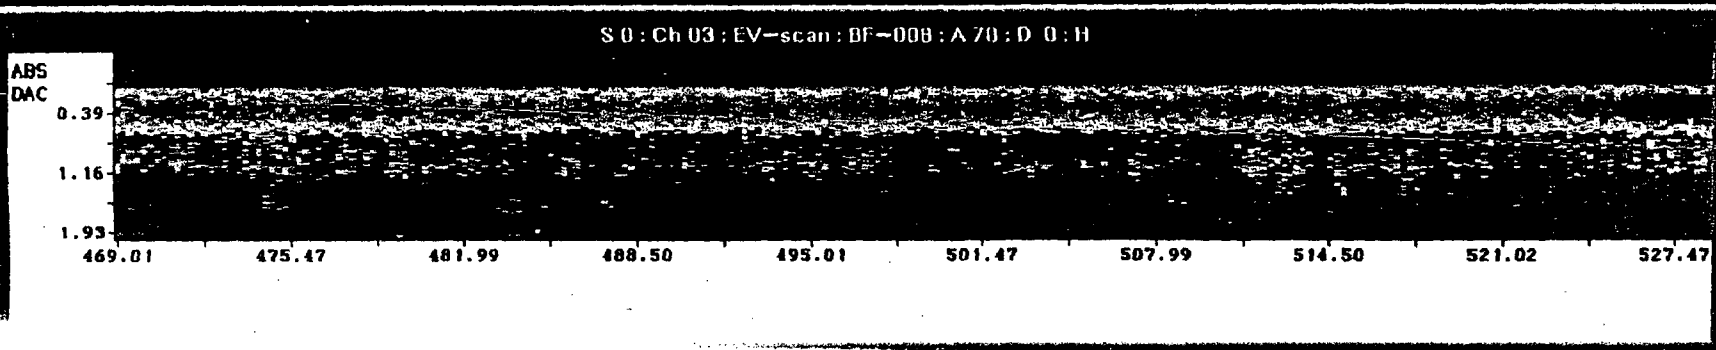 S 0 : Ch 03 : EV-scan : BF-008 : A 70 : D 0 : H
ABS
DAC
0.39
1.16
1.93
469.01 475.47 481.99 488.50 495.01 501.47 507.99 514.50 521.02 527.47